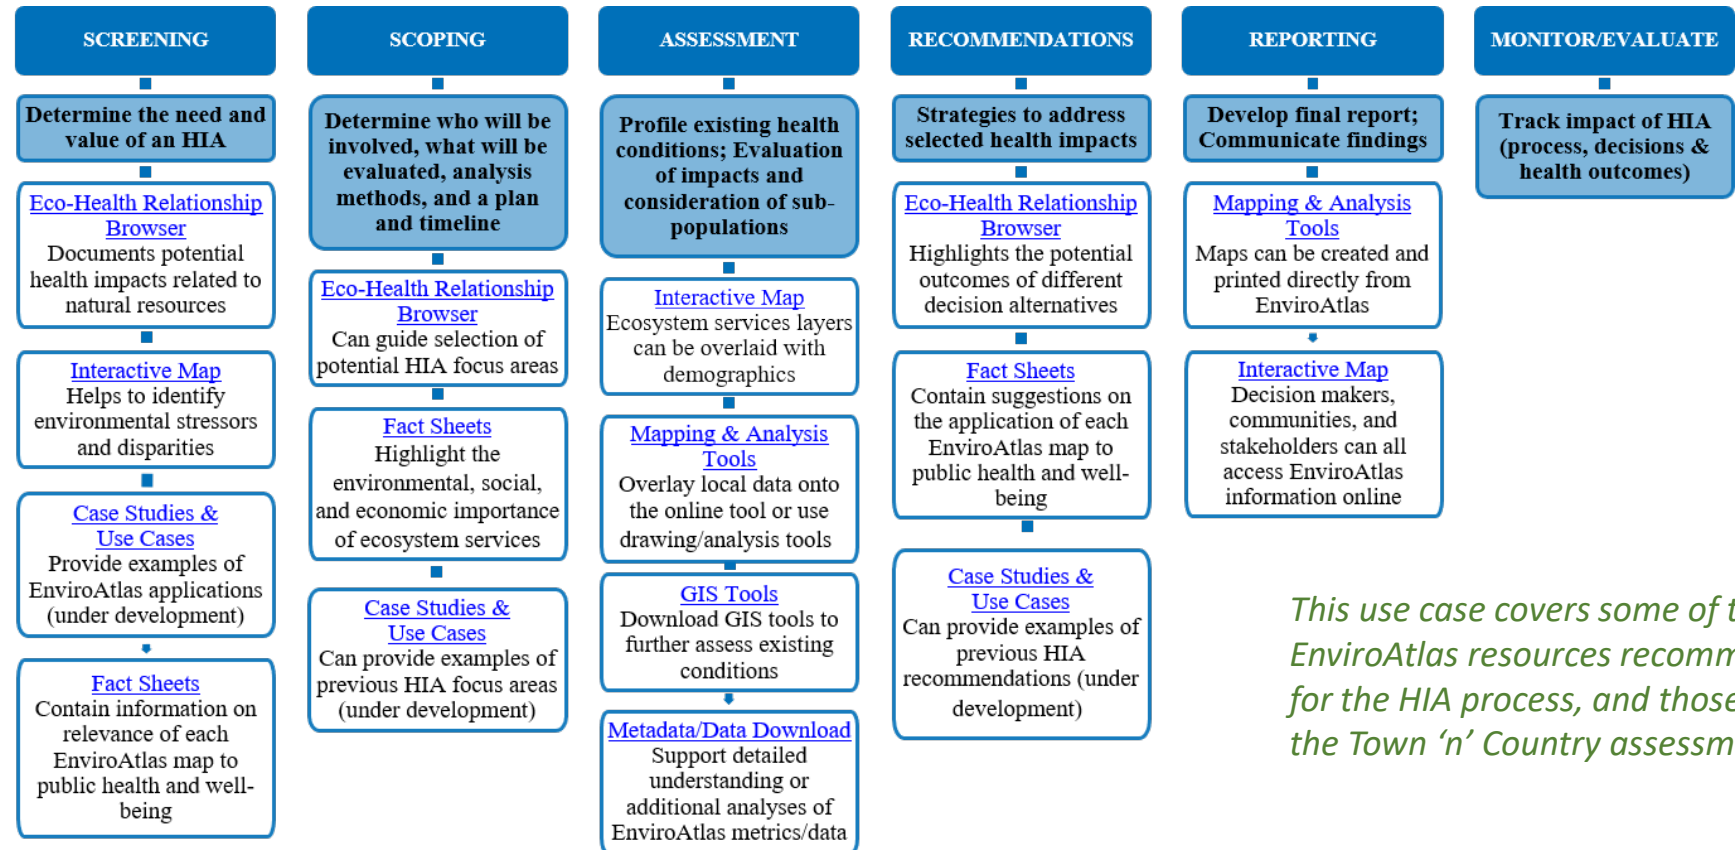 SCREENING
Determine the need and
value of an HIA
Eco-Health Relationship
Browser
Documents potential
health impacts related to
natural resources
Interactive Map
Helps to identify
environmental stressors
and disparities
Case Studies &
Use Cases
Provide examples of
EnviroAtlas applications
(under development)
Fact Sheets
Contain information on
relevance of each
EnviroAtlas map to
public health and well-
being
SCOPING
Determine who will be
involved, what will be
evaluated, analysis
methods, and a plan
and timeline
Eco-Health Relationship
Browser
Can guide selection of
potential HIA focus areas
Fact Sheets
Highlight the
environmental, social,
and economic importance
of ecosystem services
Case Studies &
Use Cases
Can provide examples of
previous HIA focus areas
(under development)
ASSESSMENT
Profile existing health
conditions; Evaluation
of impacts and
consideration of sub-
populations
Interactive Map
Ecosystem services layers
can be overlaid with
demographics
Mapping & Analysis
Tools
Overlay local data onto
the online tool or use
drawing/analysis tools
GIS Tools
Download GIS tools to
further assess existing
conditions
Metadata/Data Download
Support detailed
understanding or
additional analyses of
EnviroAtlas metrics/data
RECOMMENDATIONS
Strategies to address
selected health impacts
Eco-Health Relationship
Browser
Highlights the potential
outcomes of different
decision alternatives
Fact Sheets
Contain suggestions on
the application of each
EnviroAtlas map to
public health and well-
being
Case Studies &
Use Cases
Can provide examples of
previous HIA
recommendations (under
development)
REPORTING
Develop final report;
Communicate findings
Mapping & Analysis
Tools
Maps can be created and
printed directly from
EnviroAtlas
Interactive Map
Decision makers,
communities, and
stakeholders can all
access EnviroAtlas
information online
MONITOR/EVALUATE
Track impact of HIA
(process, decisions &
health outcomes)
This use case covers some of
EnviroAtlas resources
for the HIA process, and those
the Town ‘n’ Country